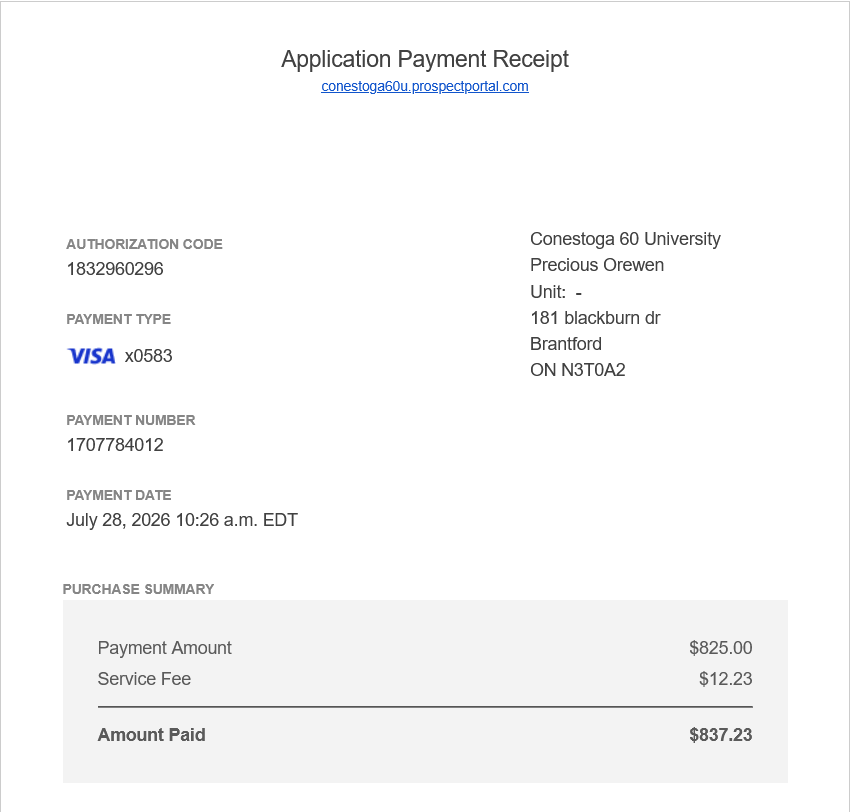 Application Payment Receipt
conestoga60u.prospectportal.com
AUTHORIZATION CODE
1832960296
PAYMENT TYPE
VISA x0583
PAYMENT NUMBER
1707784012
PAYMENT DATE
July 28, 2026 10:26 a.m. EDT
Conestoga 60 University
Precious Orewen
Unit: -
181 blackburn dr
Brantford
ON N3T0A2
PURCHASE SUMMARY
Payment Amount $825.00
Service Fee $12.23
Amount Paid $837.23